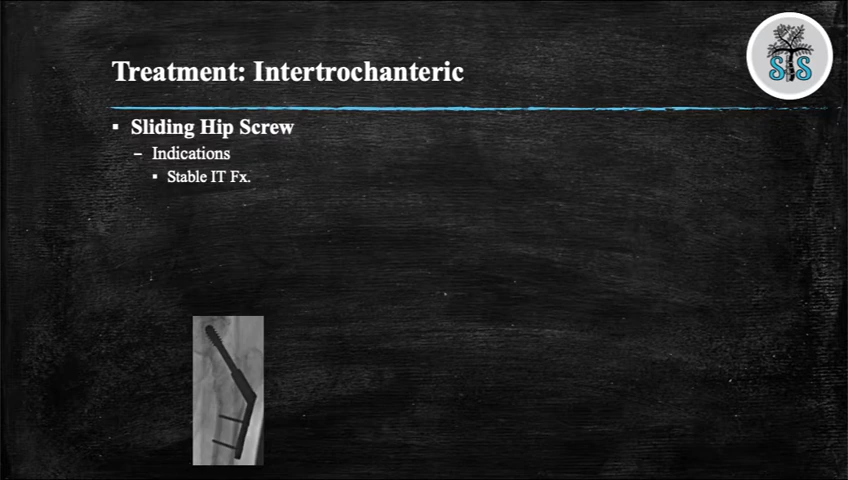 Treatment: Intertrochanteric
STS
▪ Sliding Hip Screw
– Indications
▪ Stable IT Fx.